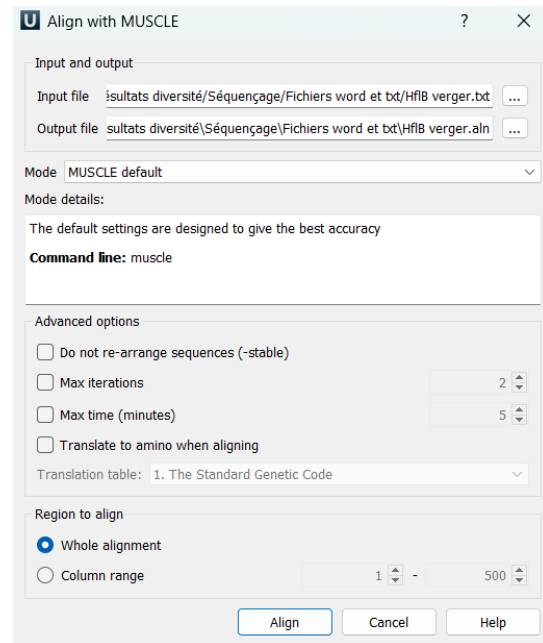 U Align with MUSCLE ? ×
Input and output
Input file ésultats diversité/Séquençage/Fichiers word et txt/HflB verger.txt ...
Output file sultats diversité\Séquençage\Fichiers word et txt\HflB verger.aln ...
Mode MUSCLE default
Mode details:
The default settings are designed to give the best accuracy
Command line: muscle
Advanced options
Do not re-arrange sequences (-stable)
Max iterations 2
Max time (minutes) 5
Translate to amino when aligning
Translation table: 1. The Standard Genetic Code
Region to align
Whole alignment
Column range 1 - 500
Align Cancel Help